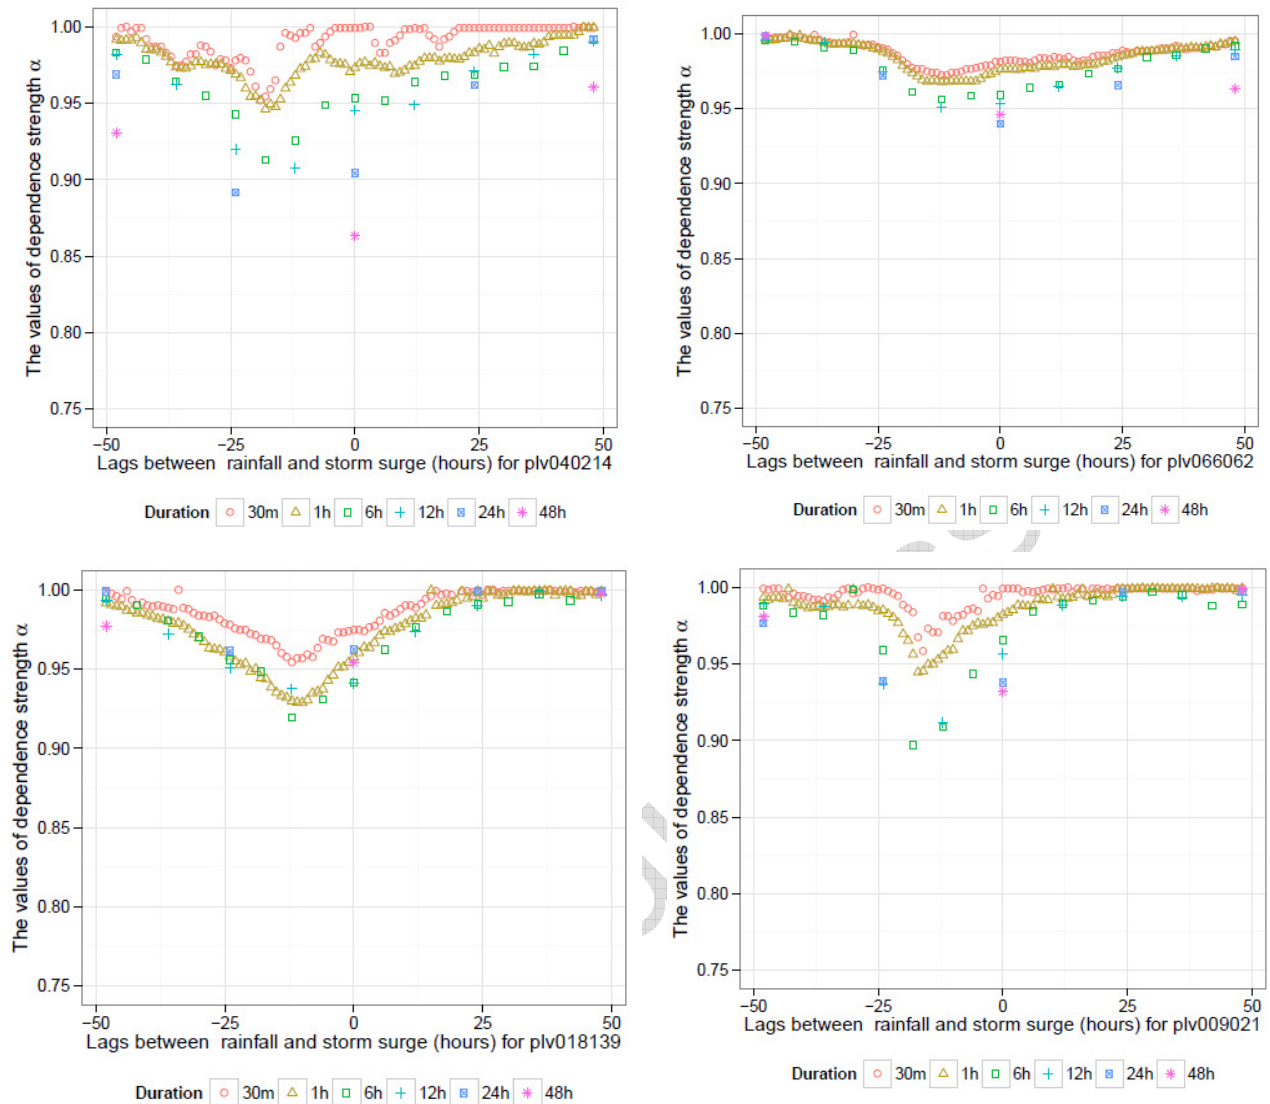 The values of dependence strength α
1.00
0.95
0.90
0.85
0.80
0.75
−50 −25 0 25 50
Lags between rainfall and storm surge (hours) for plv040214
Duration 30m 1h 6h 12h 24h 48h
The values of dependence strength α
1.00
0.95
0.90
0.85
0.80
0.75
−50 −25 0 25 50
Lags between rainfall and storm surge (hours) for plv066062
Duration 30m 1h 6h 12h 24h 48h
The values of dependence strength α
1.00
0.95
0.90
0.85
0.80
0.75
−50 −25 0 25 50
Lags between rainfall and storm surge (hours) for plv018139
Duration 30m 1h 6h 12h 24h 48h
The values of dependence strength α
1.00
0.95
0.90
0.85
0.80
0.75
−50 −25 0 25 50
Lags between rainfall and storm surge (hours) for plv009021
Duration 30m 1h 6h 12h 24h 48h